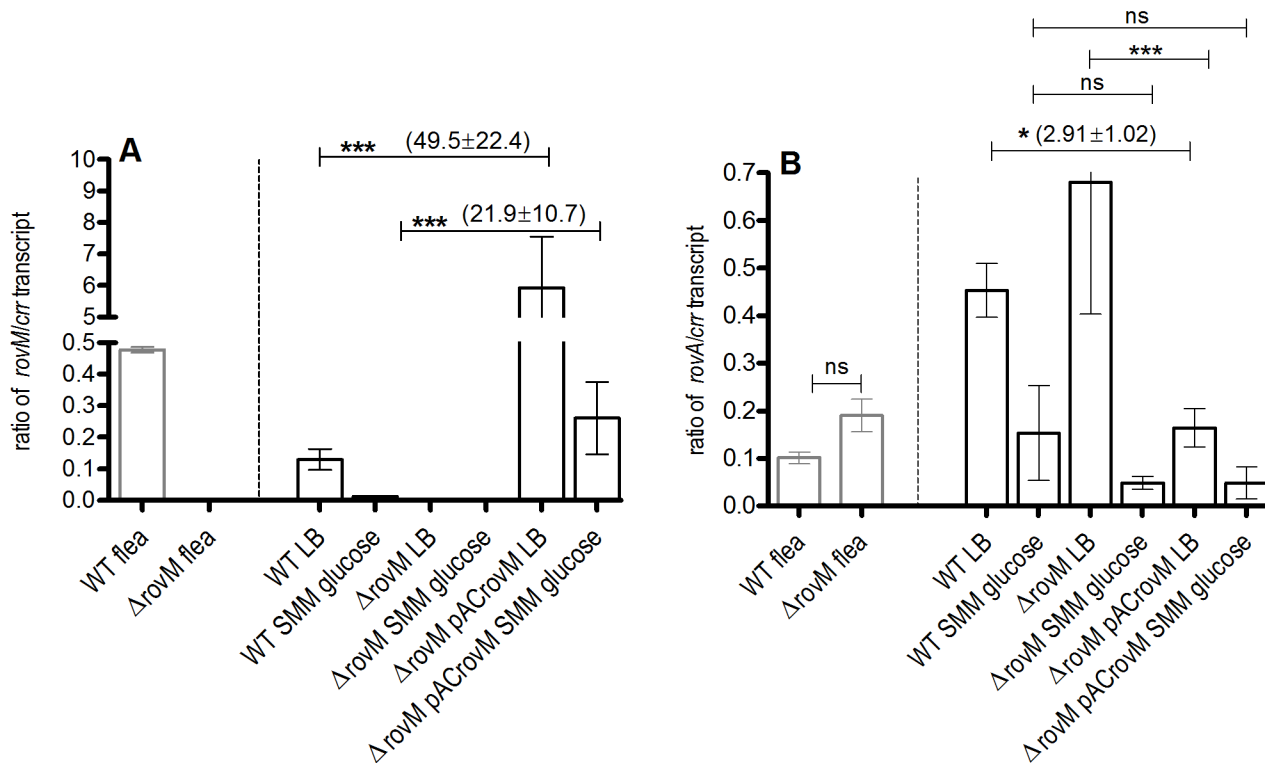 A
*** (49.5±22.4)
*** (21.9±10.7)
ratio of rovM/crr transcript
10
9
8
7
6
5
0.5
0.4
0.3
0.2
0.1
0.0
WT flea
ΔrovM flea
WT LB
WT SMM glucose
ΔrovM LB
ΔrovM SMM glucose
ΔrovM pACrovM LB
ΔrovM pACrovM SMM glucose
ns
***
ns
* (2.91±1.02)
B
ratio of rovA/crr transcript
0.7
0.6
0.5
0.4
0.3
0.2
0.1
0.0
ns
WT flea
ΔrovM flea
WT LB
WT SMM glucose
ΔrovM LB
ΔrovM SMM glucose
ΔrovM pACrovM LB
ΔrovM pACrovM SMM glucose